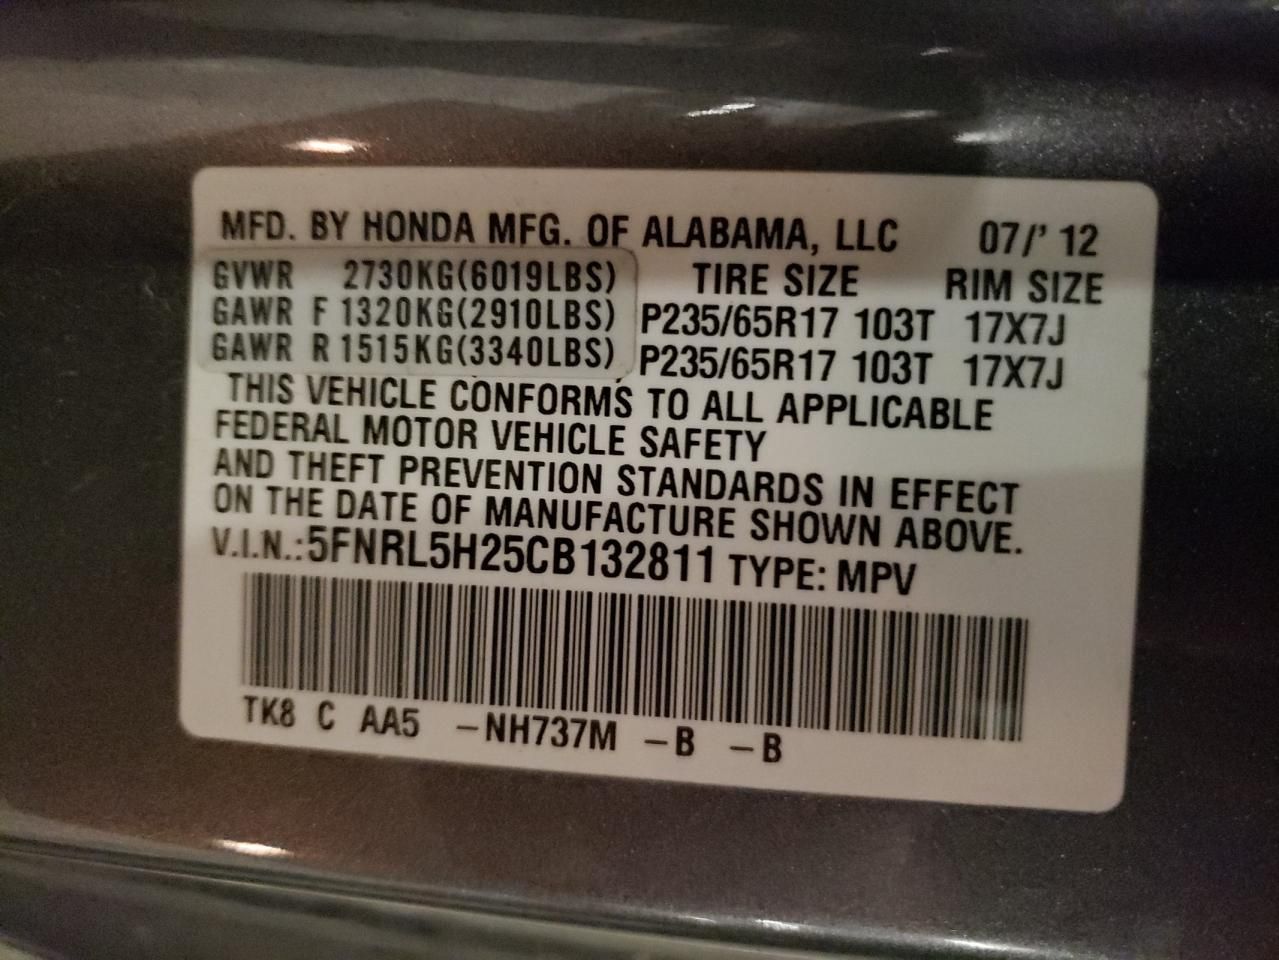 MFD. BY HONDA MFG. OF ALABAMA, LLC 07/' 12
GVWR 2730KG(6019LBS) TIRE SIZE RIM SIZE
GAWR F 1320KG(2910LBS) P235/65R17 103T 17X7J
GAWR R 1515KG(3340LBS) P235/65R17 103T 17X7J
THIS VEHICLE CONFORMS TO ALL APPLICABLE
FEDERAL MOTOR VEHICLE SAFETY
AND THEFT PREVENTION STANDARDS IN EFFECT
ON THE DATE OF MANUFACTURE SHOWN ABOVE.
V.I.N.:5FNRL5H25CB132811 TYPE: MPV
TK8 C AA5 –NH737M –B –B